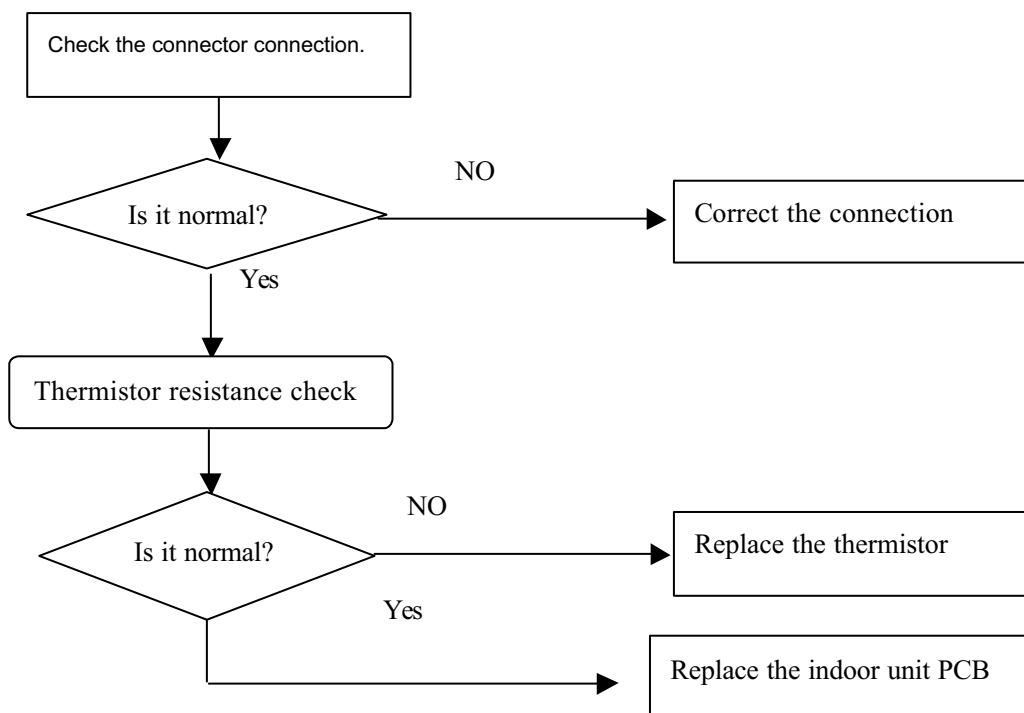 Check the connector connection.
NO
Is it normal?
Correct the connection
Yes
Thermistor resistance check
NO
Is it normal?
Replace the thermistor
Yes
Replace the indoor unit PCB